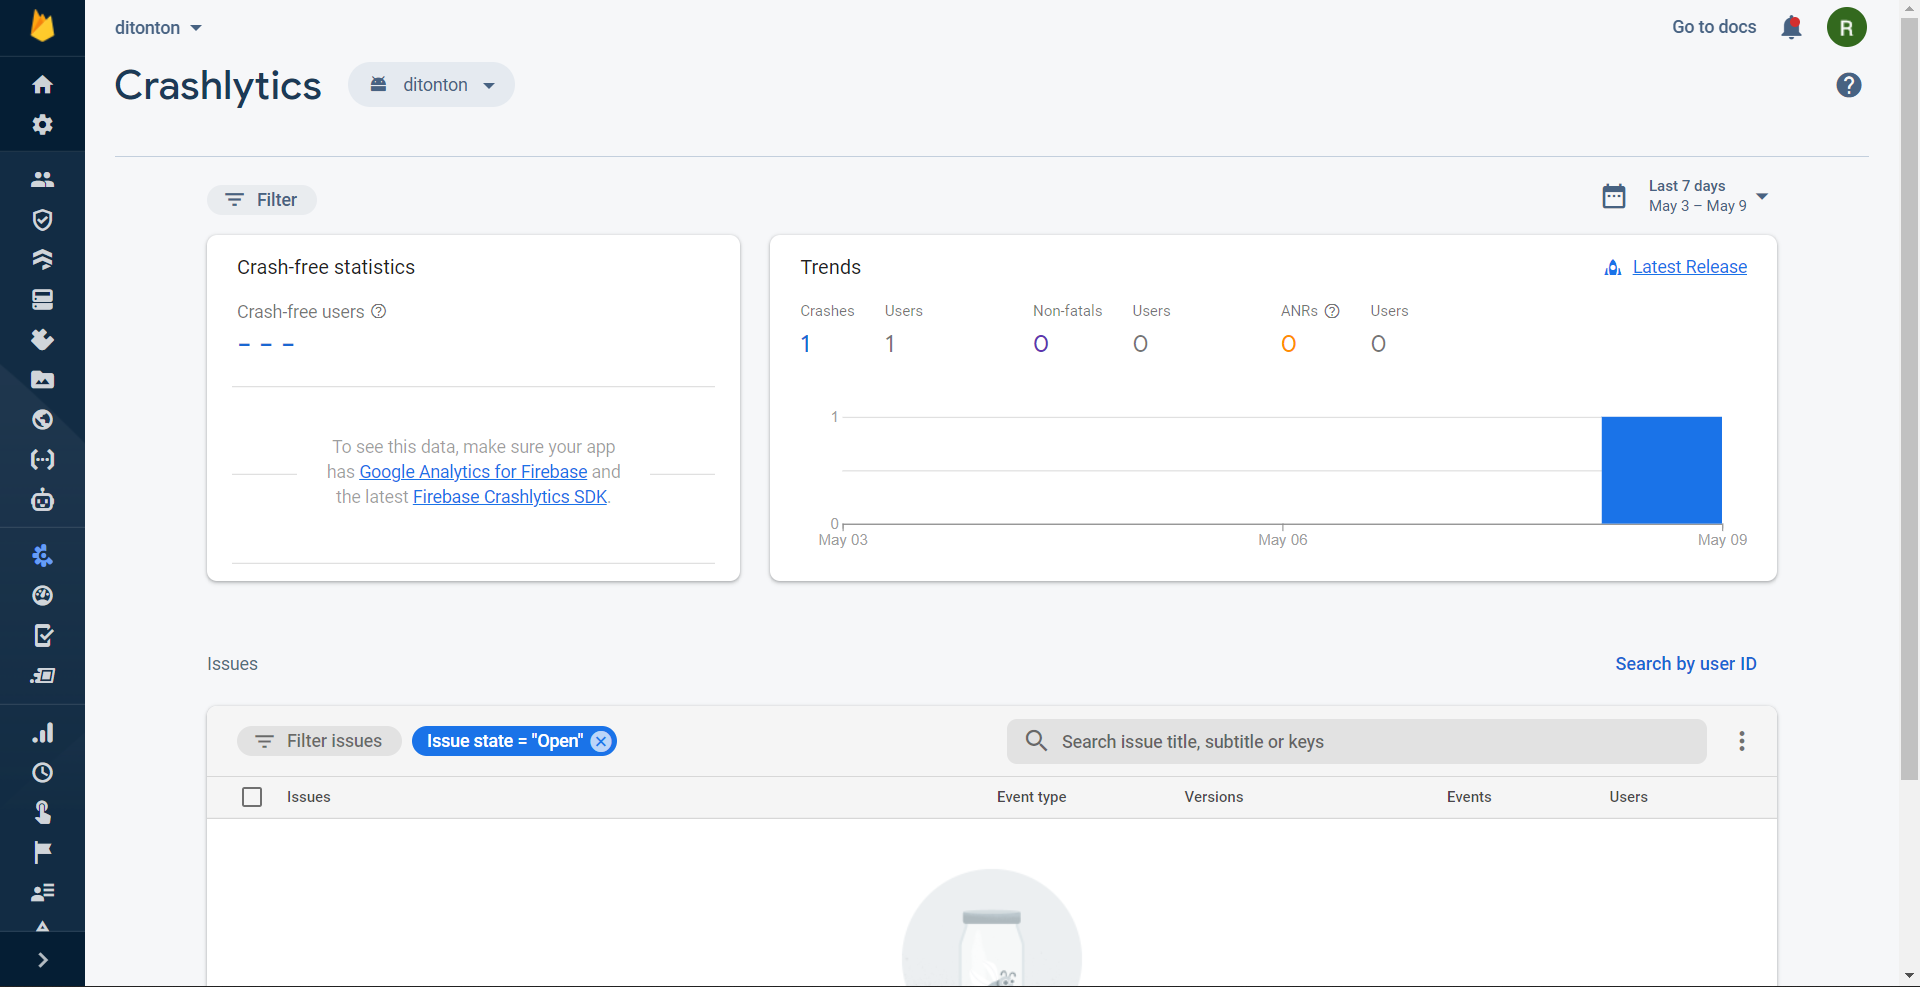 ditonton
Go to docs
R
Crashlytics
ditonton
?
Filter
Last 7 days
May 3 – May 9
Crash-free statistics
Crash-free users ?
– – –
To see this data, make sure your app
has Google Analytics for Firebase and
the latest Firebase Crashlytics SDK.
Trends
Latest Release
Crashes Users Non-fatals Users ANRs ? Users
1 1 0 0 0 0
1
0
May 03 May 06 May 09
Issues
Search by user ID
Filter issues
Issue state = "Open"
Search issue title, subtitle or keys
Issues Event type Versions Events Users